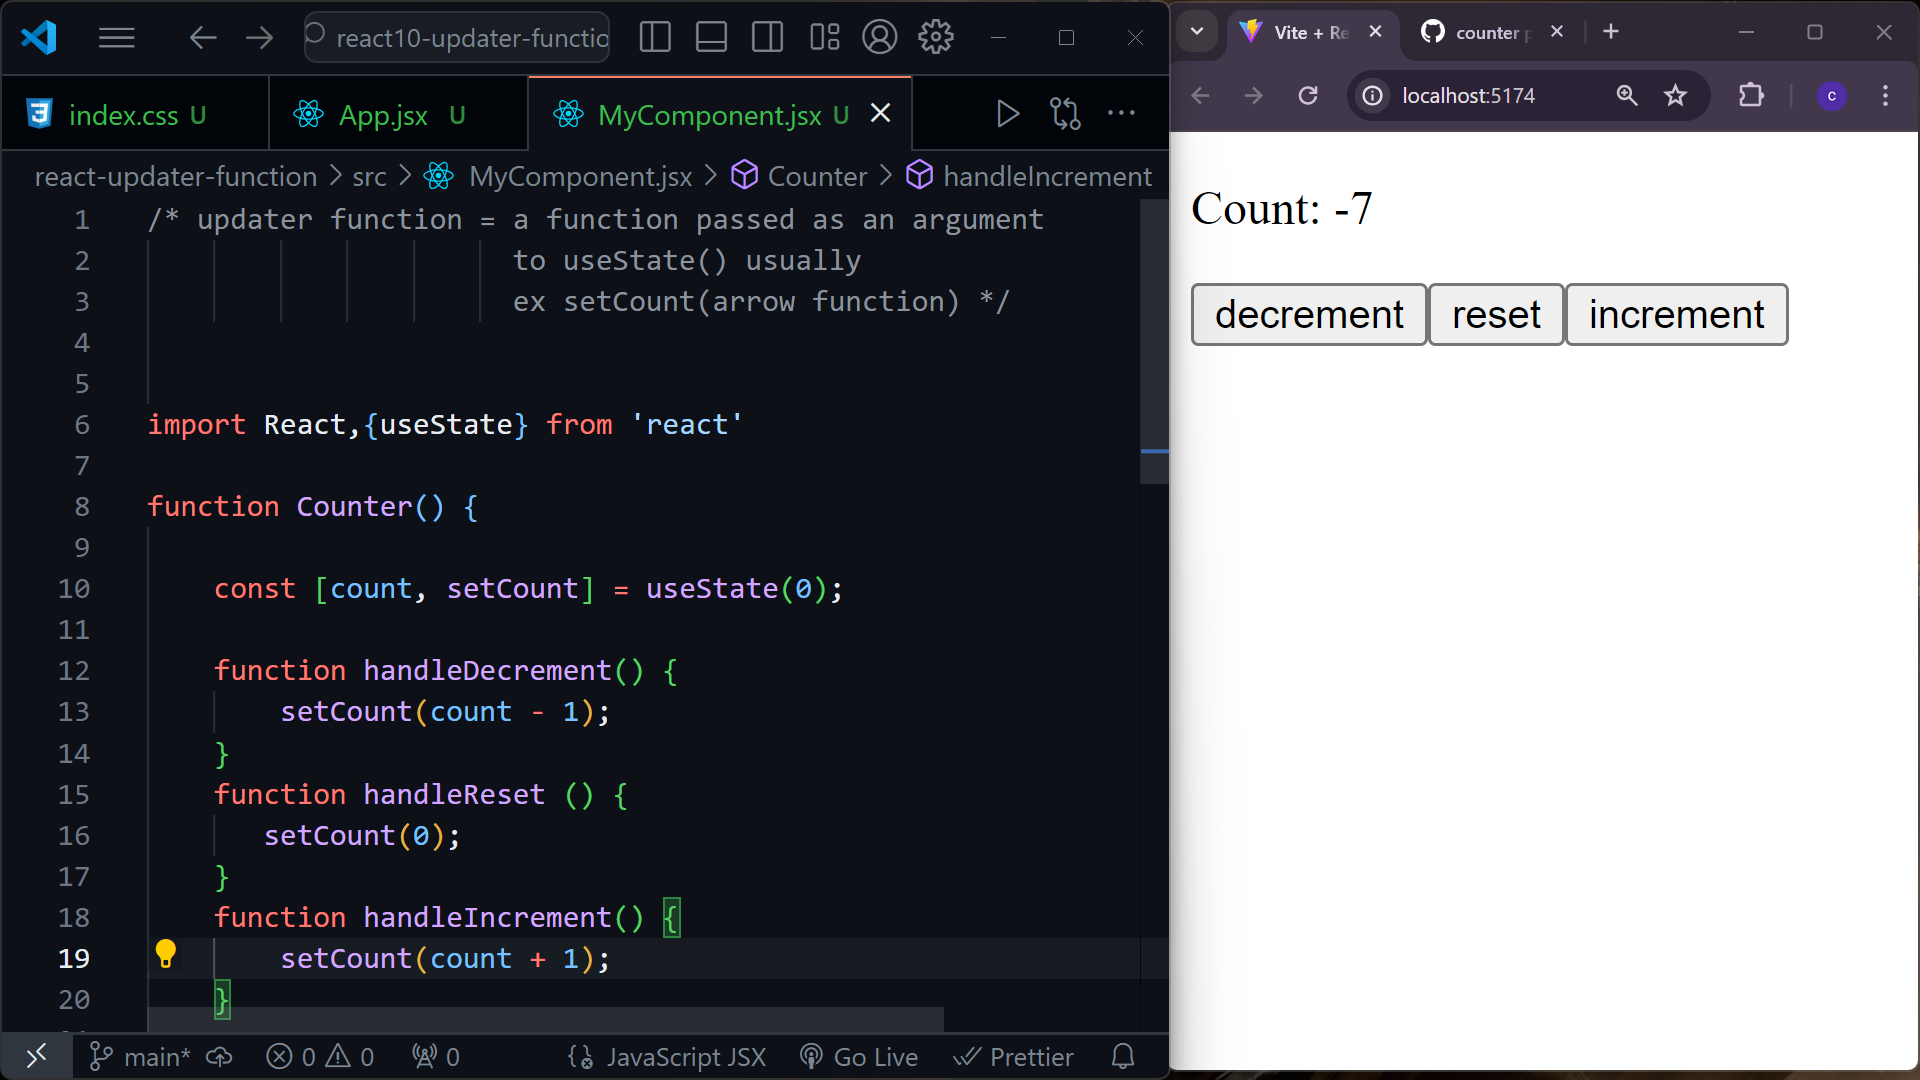 react10-updater-functio
index.css U
App.jsx U
MyComponent.jsx U
react-updater-function > src > MyComponent.jsx > Counter > handleIncrement
1 /* updater function = a function passed as an argument
2 to useState() usually
3 ex setCount(arrow function) */
4
5
6 import React,{useState} from 'react'
7
8 function Counter() {
9
10 const [count, setCount] = useState(0);
11
12 function handleDecrement() {
13 setCount(count - 1);
14 }
15 function handleReset () {
16 setCount(0);
17 }
18 function handleIncrement() {
19 setCount(count + 1);
20 }
main* 0 0 0 JavaScript JSX Go Live Prettier
Vite + Re
counter p
localhost:5174
c
Count: -7
decrement reset increment